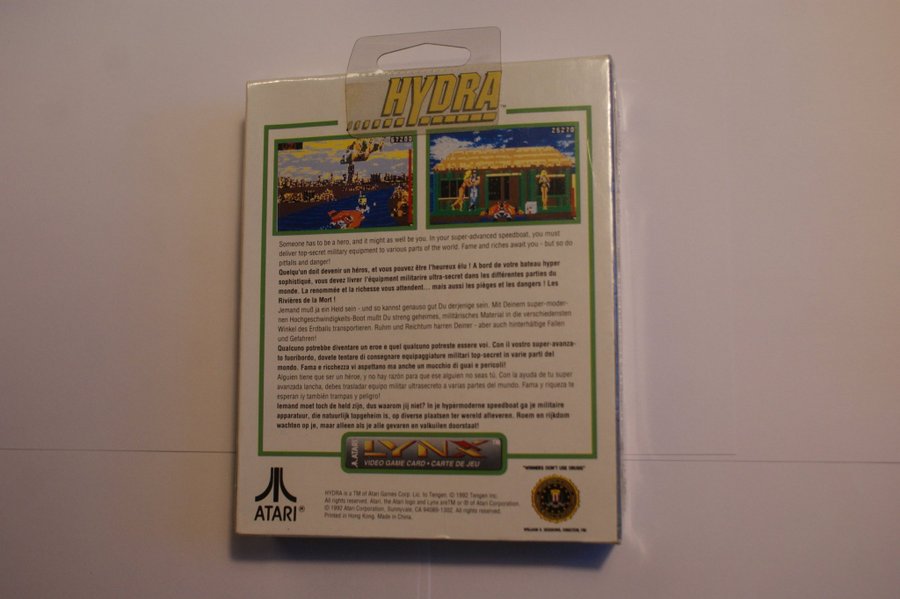 HYDRA™
67200
25270
Someone has to be a hero, and it might as well be you. In your super-advanced speedboat, you must
deliver top-secret military equipment to various parts of the world. Fame and riches await you - but so do
pitfalls and danger!
Quelqu'un doit devenir un héros, et vous pouvez être l'heureux élu ! A bord de votre bateau hyper
sophistiqué, vous devez livrer l'équipment militarire ultra-secret dans les différentes parties du
monde. La renommée et la richesse vous attendent... mais aussi les pièges et les dangers ! Les
Rivières de la Mort !
Jemand muß ja ein Held sein - und so kannst genauso gut Du derjenige sein. Mit Deinem super-moder-
nen Hochgeschwindigkeits-Boot mußt Du streng geheimes, militärisches Material in die verschiedensten
Winkel des Erdballs transportieren. Ruhm und Reichtum harren Deiner - aber auch hinterhältige Fallen
und Gefahren!
Qualcuno potrebbe diventare un eroe e quel qualcuno potreste essere voi. Con il vostro super-avanza-
to fuoribordo, dovete tentare di consegnare equipaggiature militari top-secret in varie parti del
mondo. Fama e ricchezza vi aspettano ma anche un mucchio di guai e pericoli!
Alguien tiene que ser un héroe, y no hay razón para que ese alguien no seas tú. Con la ayuda de tu super
avanzada lancha, debes trasladar equipo militar ultrasecreto a varias partes del mundo. Fama y riqueza te
esperan ¡y también trampas y peligro!
Iemand moet toch de held zijn, dus waarom jij niet? In je hypermoderne speedboat ga je militaire
apparatuur, die natuurlijk topgeheim is, op diverse plaatsen ter wereld afleveren. Roem en rijkdom
wachten op je, maar alleen als je alle gevaren en valkuilen doorstaat!
ATARI LYNX™
VIDEO GAME CARD • CARTE DE JEU
ATARI®
HYDRA is a TM of Atari Games Corp. Lic. to Tengen. © 1992 Tengen Inc.
All rights reserved. Atari, the Atari logo and Lynx are TM or ® of Atari Corporation.
© 1992 Atari Corporation, Sunnyvale, CA 94089-1302. All rights reserved.
Printed in Hong Kong. Made in China.
"WINNERS DON'T USE DRUGS"
WILLIAM S. SESSIONS, DIRECTOR, FBI